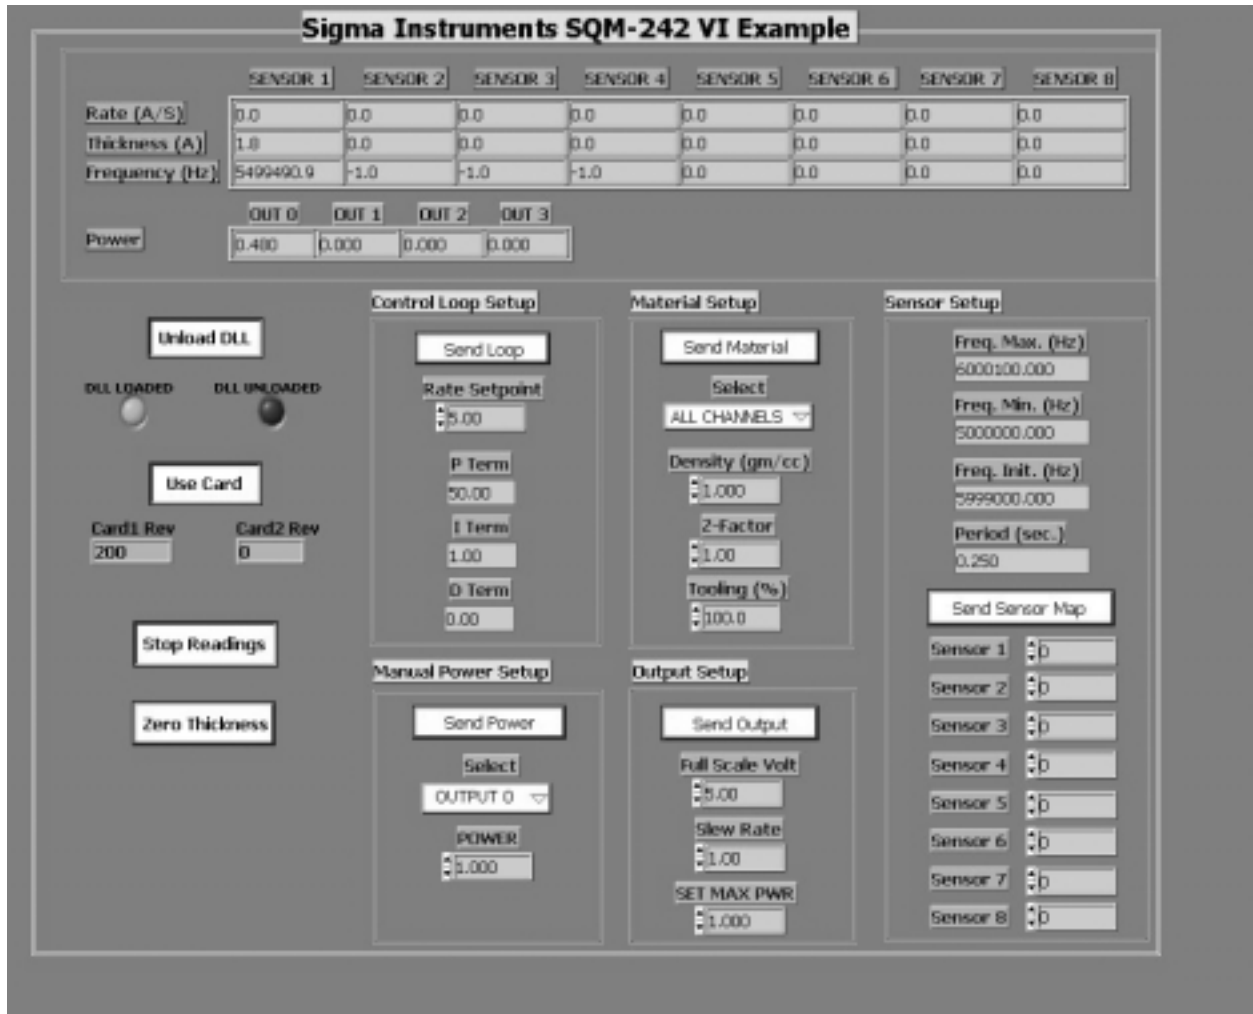 Sigma Instruments SQM-242 VI Example
SENSOR 1 SENSOR 2 SENSOR 3 SENSOR 4 SENSOR 5 SENSOR 6 SENSOR 7 SENSOR 8
Rate (A/S) 0.0 0.0 0.0 0.0 0.0 0.0 0.0 0.0
Thickness (A) 1.8 0.0 0.0 0.0 0.0 0.0 0.0 0.0
Frequency (Hz) 5499490.9 -1.0 -1.0 -1.0 0.0 0.0 0.0 0.0
OUT 0 OUT 1 OUT 2 OUT 3
Power 0.480 0.000 0.000 0.000
Unload DLL
DLL LOADED DLL UNLOADED
Use Card
Card1 Rev Card2 Rev
200 0
Stop Readings
Zero Thickness
Control Loop Setup
Send Loop
Rate Setpoint
5.00
P Term
50.00
I Term
1.00
D Term
0.00
Manual Power Setup
Send Power
Select
OUTPUT 0
POWER
1.000
Material Setup
Send Material
Select
ALL CHANNELS
Density (gm/cc)
1.000
Z-Factor
1.00
Tooling (%)
100.0
Output Setup
Send Output
Full Scale Volt
5.00
Slew Rate
1.00
SET MAX PWR
1.000
Sensor Setup
Freq. Max. (Hz)
6000100.000
Freq. Min. (Hz)
5000000.000
Freq. Init. (Hz)
5999000.000
Period (sec.)
0.250
Send Sensor Map
Sensor 1 0
Sensor 2 0
Sensor 3 0
Sensor 4 0
Sensor 5 0
Sensor 6 0
Sensor 7 0
Sensor 8 0